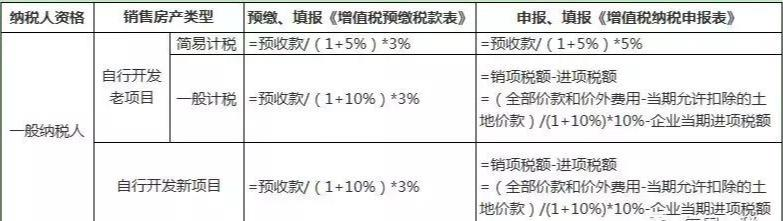 纳税人资格 销售房产类型 预缴、填报《增值税预缴税款表》 申报、填报《增值税纳税申报表》
一般纳税人 自行开发老项目 简易计税 =预收款/（1+5%）*3% =预收款/（1+5%）*5%
一般计税 =预收款/（1+10%）*3% =销项税额-进项税额
=（全部价款和价外费用-当期允许扣除的土
地价款）/(1+10%)*10%-企业当期进项税额
自行开发新项目 =预收款/（1+10%）*3% =销项税额-进项税额
=（全部价款和价外费用-当期允许扣除的土
地价款）/(1+10%)*10%-企业当期进项税额